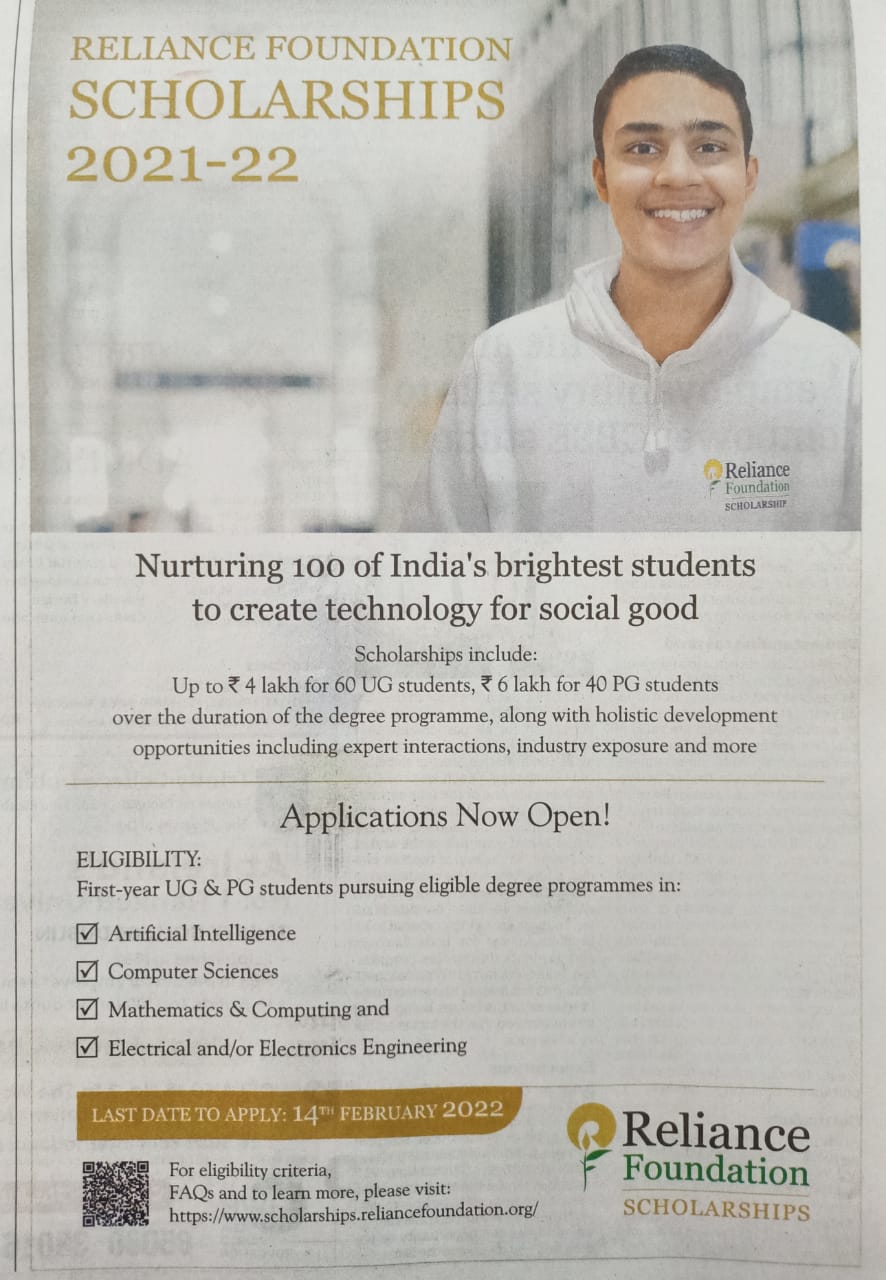 RELIANCE FOUNDATION
SCHOLARSHIPS
2021-22
Reliance
Foundation
SCHOLARSHIP
Nurturing 100 of India's brightest students
to create technology for social good
Scholarships include:
Up to ₹ 4 lakh for 60 UG students, ₹ 6 lakh for 40 PG students
over the duration of the degree programme, along with holistic development
opportunities including expert interactions, industry exposure and more
Applications Now Open!
ELIGIBILITY:
First-year UG & PG students pursuing eligible degree programmes in:
Artificial Intelligence
Computer Sciences
Mathematics & Computing and
Electrical and/or Electronics Engineering
LAST DATE TO APPLY: 14TH FEBRUARY 2022
For eligibility criteria,
FAQs and to learn more, please visit:
https://www.scholarships.reliancefoundation.org/
Reliance
Foundation
SCHOLARSHIPS